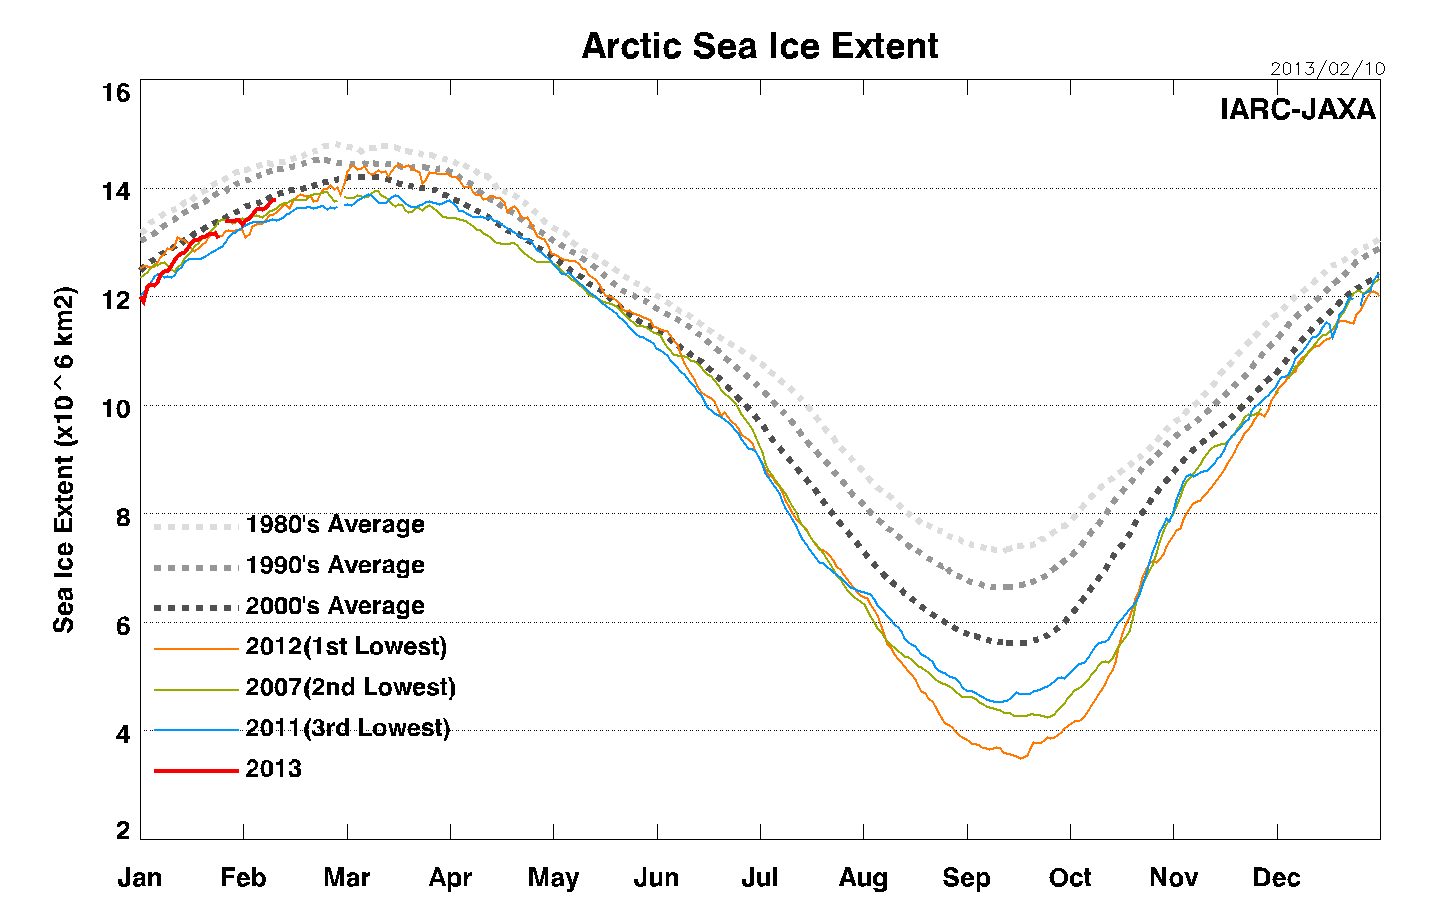 Arctic Sea Ice Extent
2013/02/10
IARC-JAXA
Sea Ice Extent (x10^6 km2)
16
14
12
10
8
6
4
2
1980's Average
1990's Average
2000's Average
2012(1st Lowest)
2007(2nd Lowest)
2011(3rd Lowest)
2013
Jan Feb Mar Apr May Jun Jul Aug Sep Oct Nov Dec